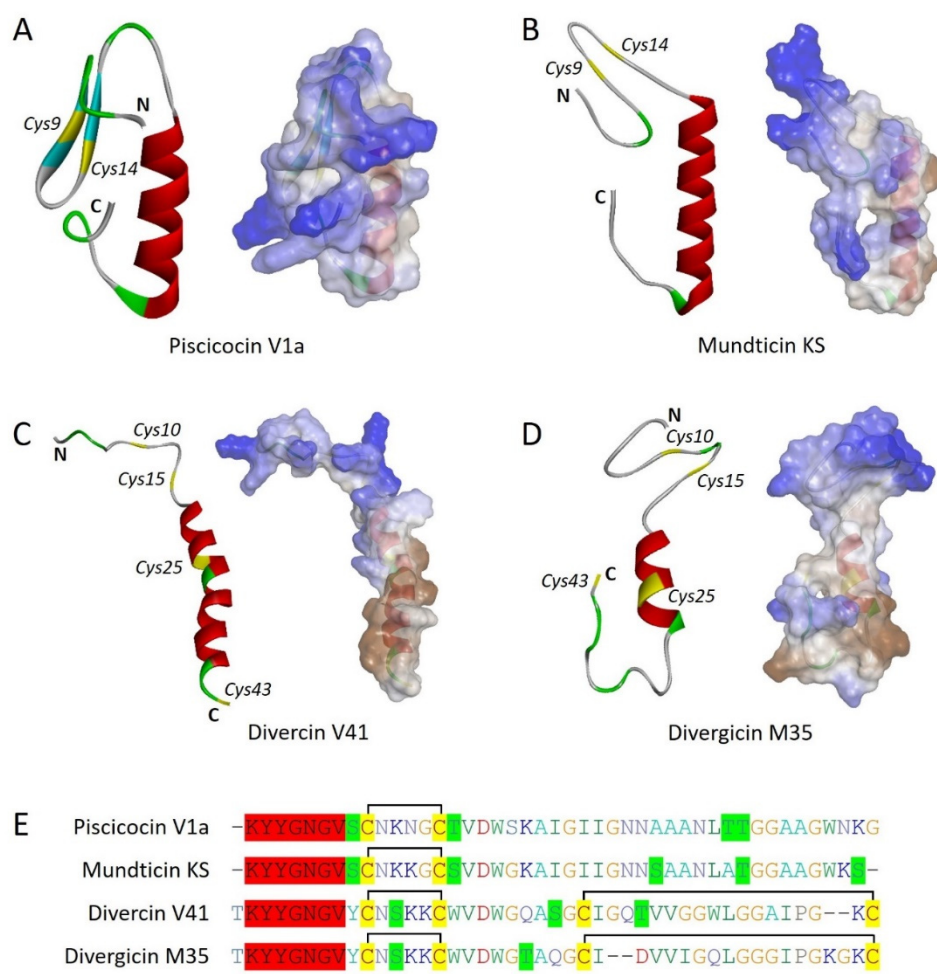 A
Cys9
Cys14
N
C
Piscicocin V1a
B
Cys9
Cys14
N
C
Mundticin KS
C
N
Cys10
Cys15
Cys25
Cys43
C
Divercin V41
D
N
Cys10
Cys15
Cys43
C
Cys25
Divergicin M35
E
Piscicocin V1a -KYYGNGVSCNKNGCTVDWSKAIGIIGNNAAANLTTGGAAGWNKG
Mundticin KS -KYYGNGVSCNKKGCSVDWGKAIGIIGNNSAANLATGGAAGWKS-
Divercin V41 TKYYGNGVYCNSKKCWVDWGQASGCIGQTVVGGWLGGAIPG--KC
Divergicin M35 TKYYGNGVYCNSKKCWVDWGTAQGCI--DVVIGQLGGGIPGKGKC